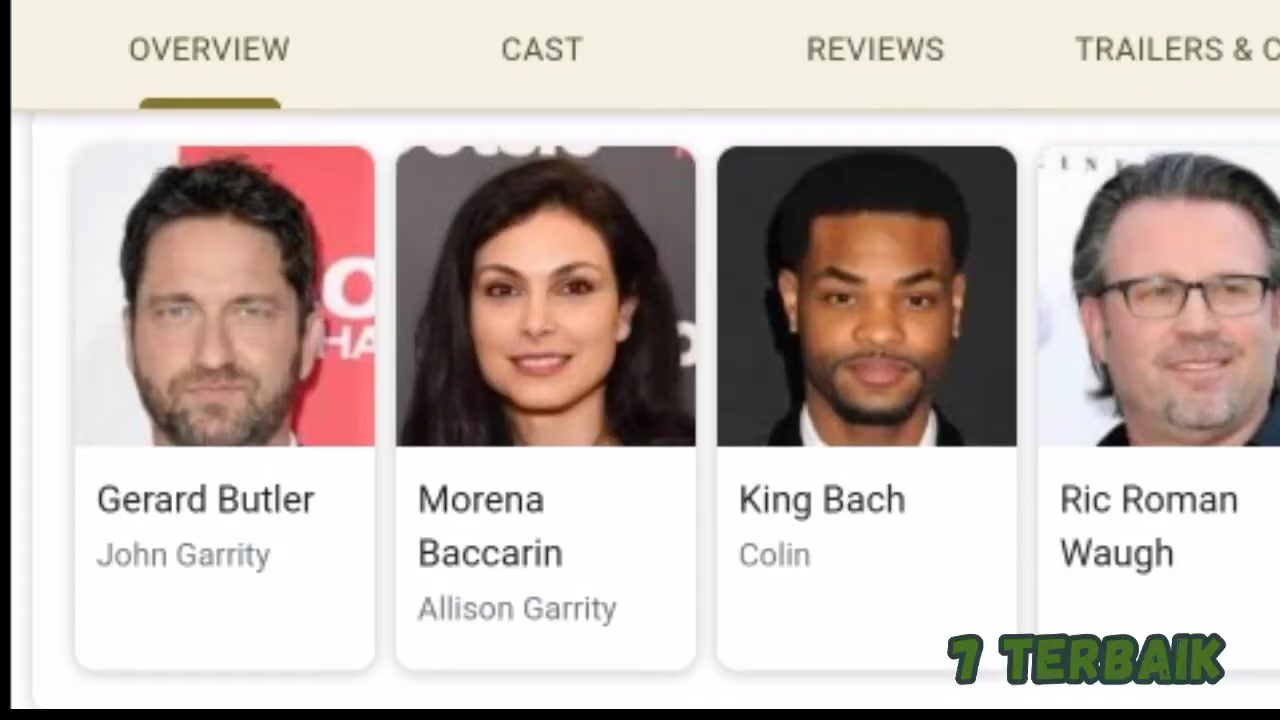 OVERVIEW CAST REVIEWS TRAILERS & C
Gerard Butler
John Garrity
Morena
Baccarin
Allison Garrity
King Bach
Colin
Ric Roman
Waugh
7 TERBAIK